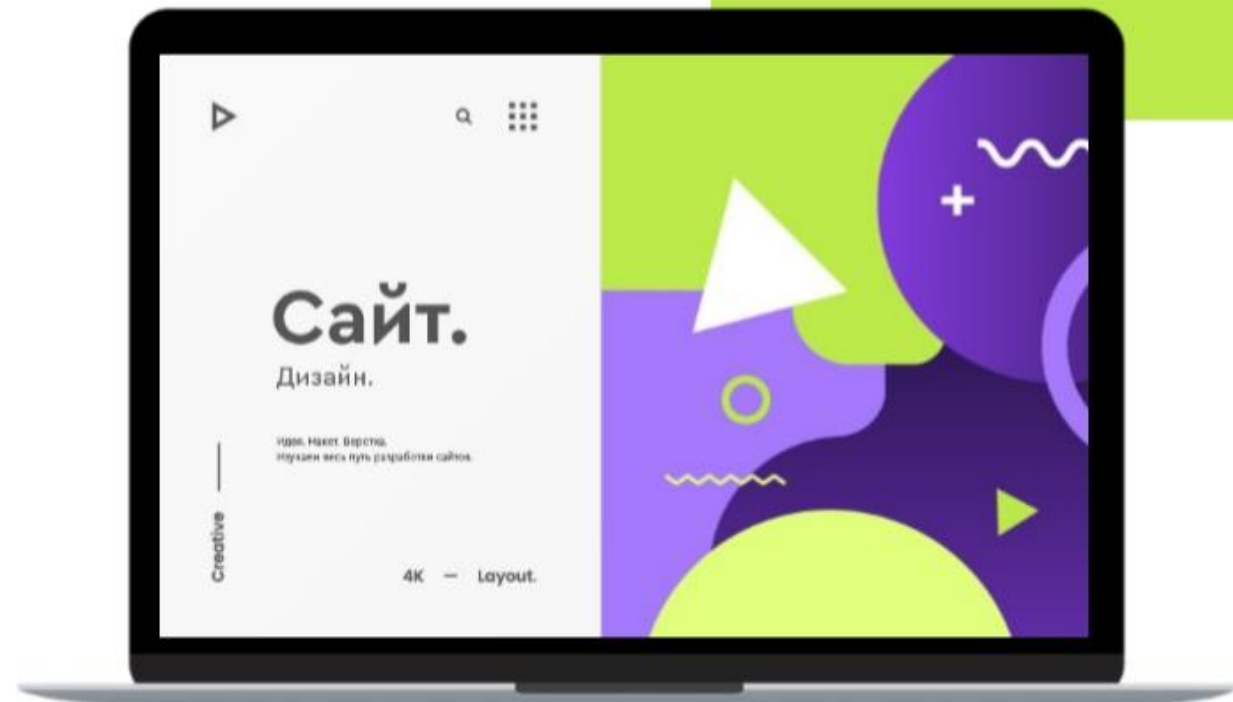 Сайт.
Дизайн.
Идея. Макет. Верстка.
Изучаем весь путь разработки сайтов.
Creative
4K — Layout.